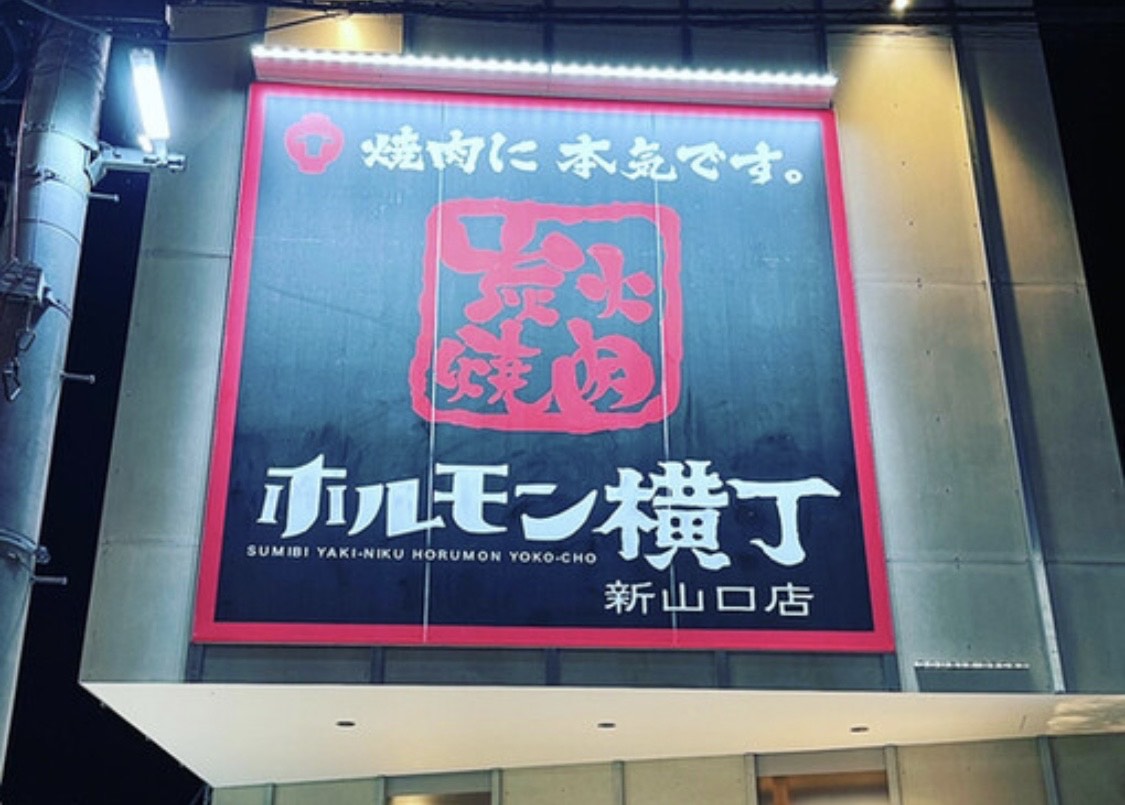 焼肉に 本気です。
炭火
焼肉
ホルモン横丁
SUMIBI YAKI-NIKU HORUMON YOKO-CHO
新山口店